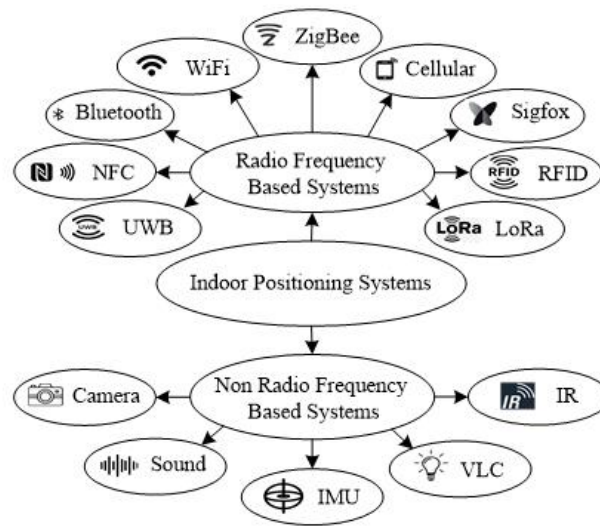 ZigBee
WiFi
Cellular
Bluetooth
Sigfox
Radio Frequency
Based Systems
NFC
RFID RFID
UWB UWB
LoRa LoRa
Indoor Positioning Systems
Non Radio Frequency
Based Systems
Camera
IR IR
Sound
VLC
IMU